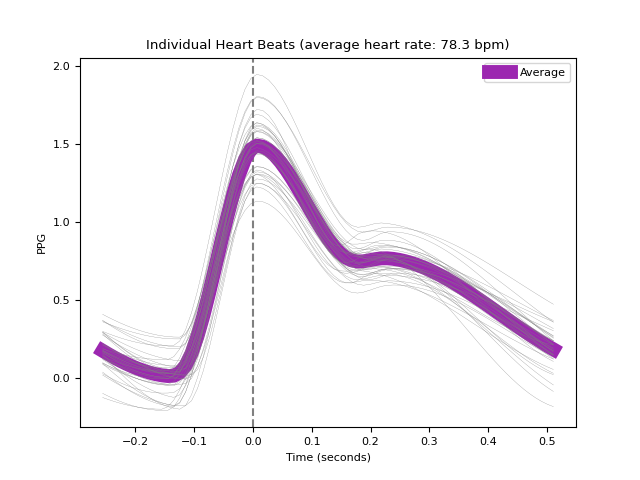 Individual Heart Beats (average heart rate: 78.3 bpm)
Average
2.0
1.5
1.0
0.5
0.0
PPG
−0.2 −0.1 0.0 0.1 0.2 0.3 0.4 0.5
Time (seconds)